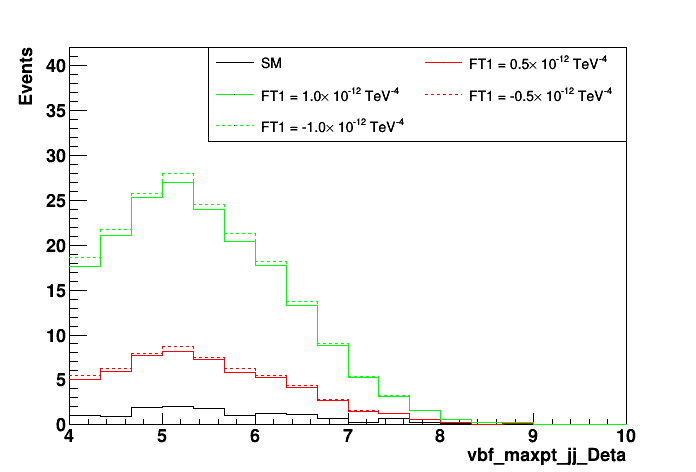 Events
40
35
30
25
20
15
10
5
0
SM
FT1 = 0.5× 10⁻¹² TeV⁻⁴
FT1 = 1.0× 10⁻¹² TeV⁻⁴
FT1 = -0.5× 10⁻¹² TeV⁻⁴
FT1 = -1.0× 10⁻¹² TeV⁻⁴
4 5 6 7 8 9 10
vbf_maxpt_jj_Deta